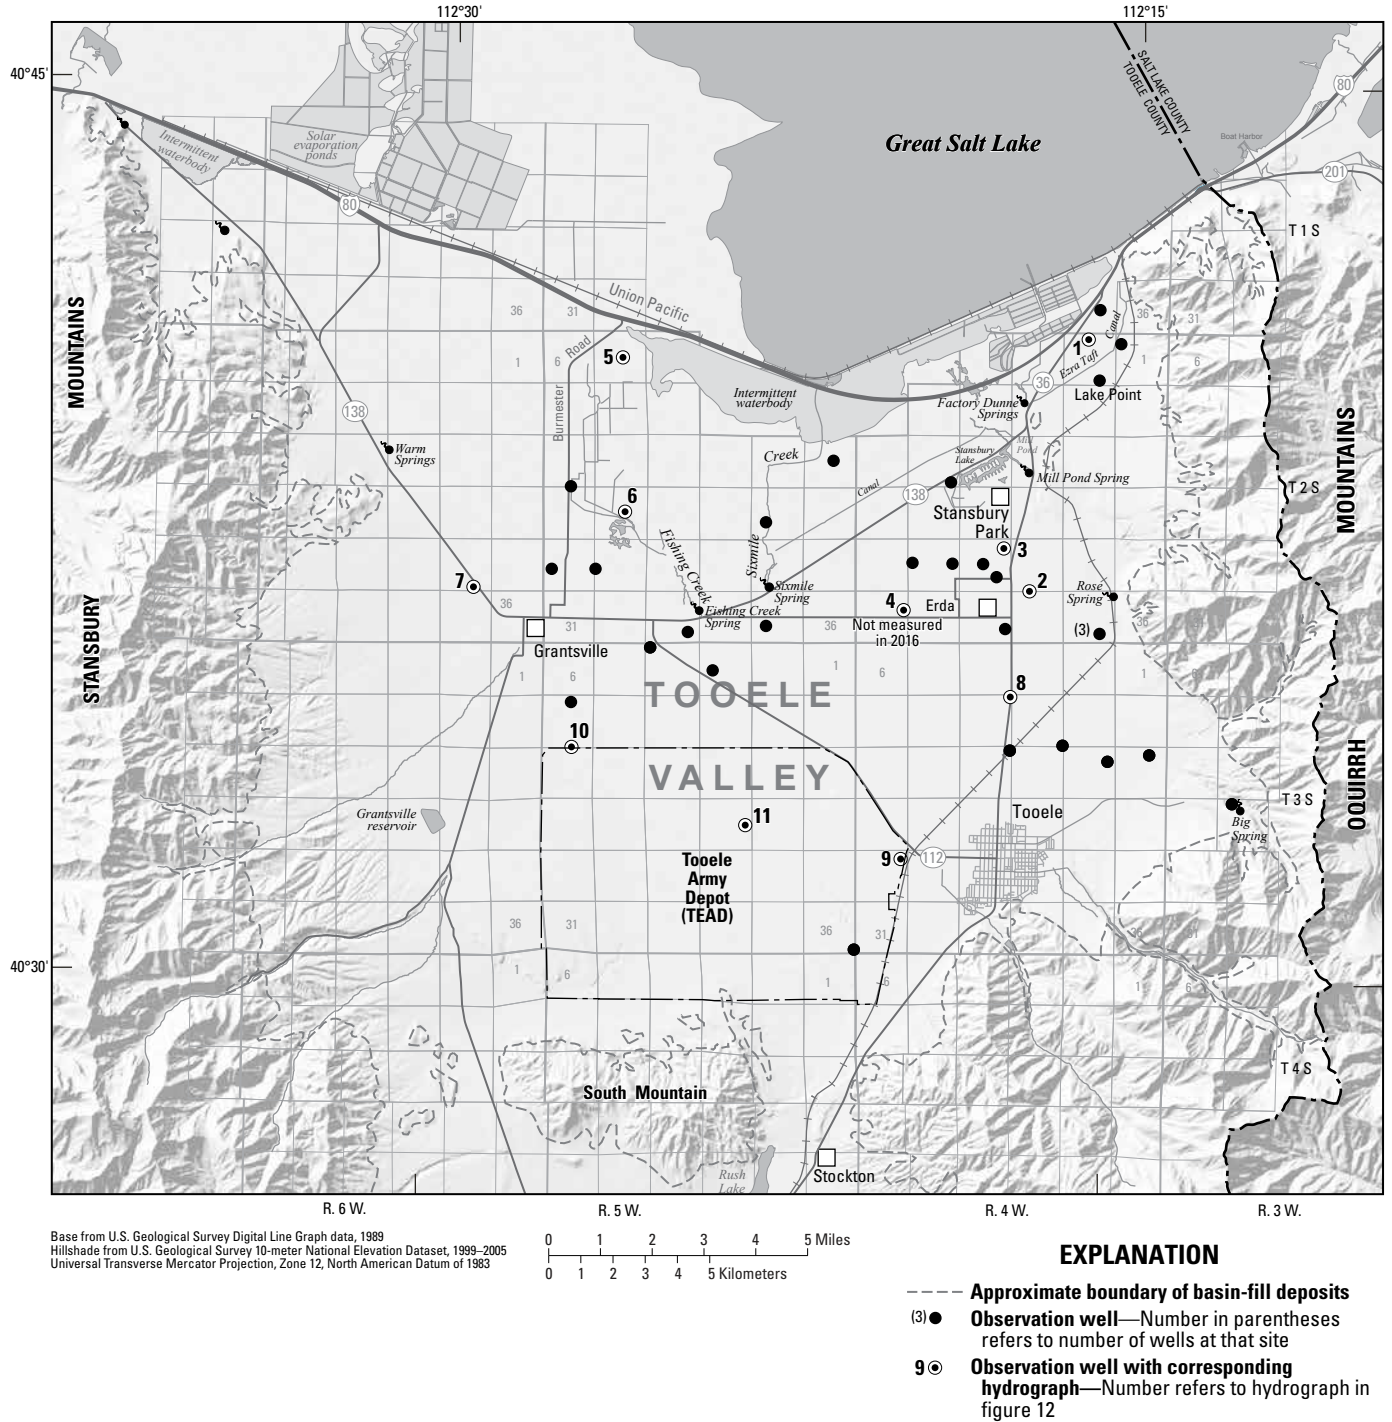 112°30'
112°15'
40°45'
SALT LAKE COUNTY
TOOELE COUNTY
80
Great Salt Lake
Boat Harbor
201
Solar
evaporation
ponds
Intermittent
waterbody
80
T 1 S
Union Pacific
36
31
36
31
Canal
1
Ezra Taft
1
6
1
6
5
Road
MOUNTAINS
Intermittent
waterbody
36
Lake Point
Factory Dunne
Springs
138
Burmester
Warm
Springs
Creek
Stansbury
Lake
Mill
Pond
Mill Pond Spring
Canal
138
MOUNTAINS
T 2 S
6
Stansbury
Park
3
Fishing Creek
Sixmile
7
Sixmile
Spring
2
Rose
Spring
4
Erda
Not measured
in 2016
(3)
36
31
Fishing Creek
Spring
36
36
Grantsville
STANSBURY
1
6
1
6
1
6
8
TOOELE
10
VALLEY
OQUIRRH
T 3 S
Grantsville
reservoir
11
Tooele
Big
Spring
Tooele
Army
Depot
(TEAD)
9
112
36
31
36
31
36
31
40°30'
1
6
1
6
1
6
T 4 S
South Mountain
Rush
Lake
Stockton
R. 6 W.
R. 5 W.
R. 4 W.
R. 3 W.
Base from U.S. Geological Survey Digital Line Graph data, 1989
Hillshade from U.S. Geological Survey 10-meter National Elevation Dataset, 1999–2005
Universal Transverse Mercator Projection, Zone 12, North American Datum of 1983
0 1 2 3 4 5 Miles
0 1 2 3 4 5 Kilometers
EXPLANATION
Approximate boundary of basin-fill deposits
(3) Observation well—Number in parentheses
refers to number of wells at that site
9 Observation well with corresponding
hydrograph—Number refers to hydrograph in
figure 12